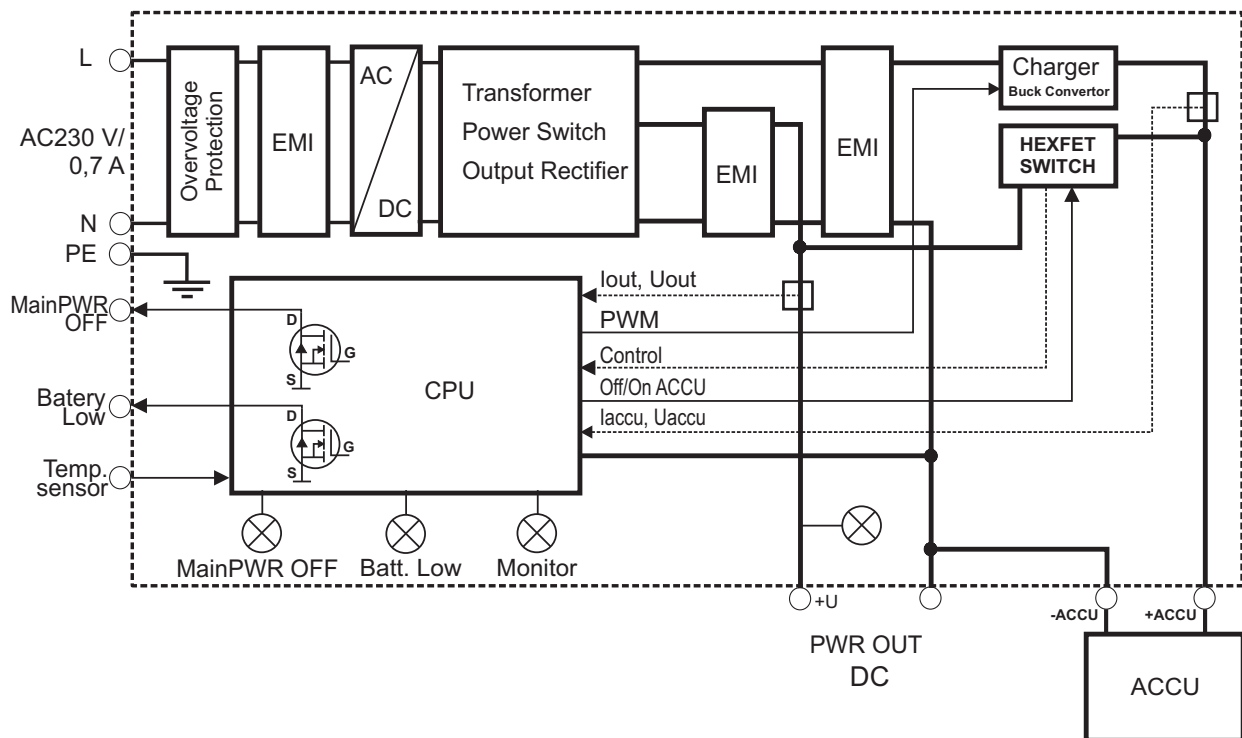 L
AC230 V/
0,7 A
N
PE
Overvoltage
Protection
EMI
AC
DC
Transformer
Power Switch
Output Rectifier
EMI
EMI
Charger
Buck Convertor
HEXFET
SWITCH
MainPWR
OFF
Batery
Low
Temp.
sensor
D
G
S
D
G
S
CPU
Iout, Uout
PWM
Control
Off/On ACCU
Iaccu, Uaccu
MainPWR OFF
Batt. Low
Monitor
+U
PWR OUT
DC
-ACCU
+ACCU
ACCU